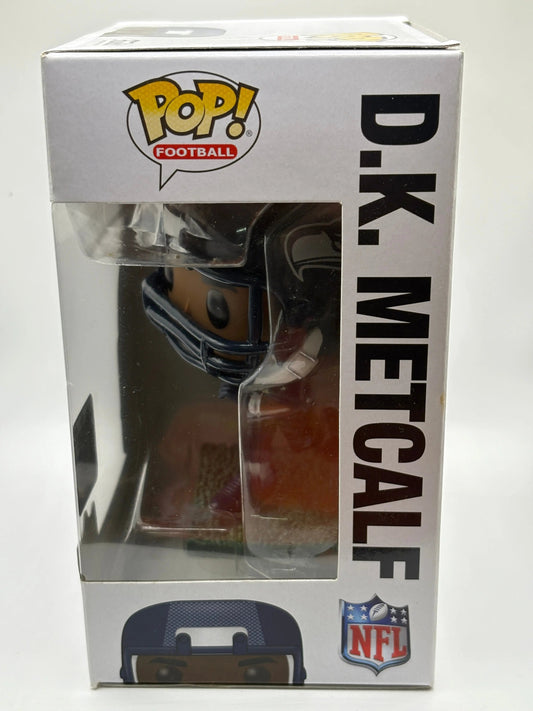 POP!
FOOTBALL
D.K. METCALF
NFL